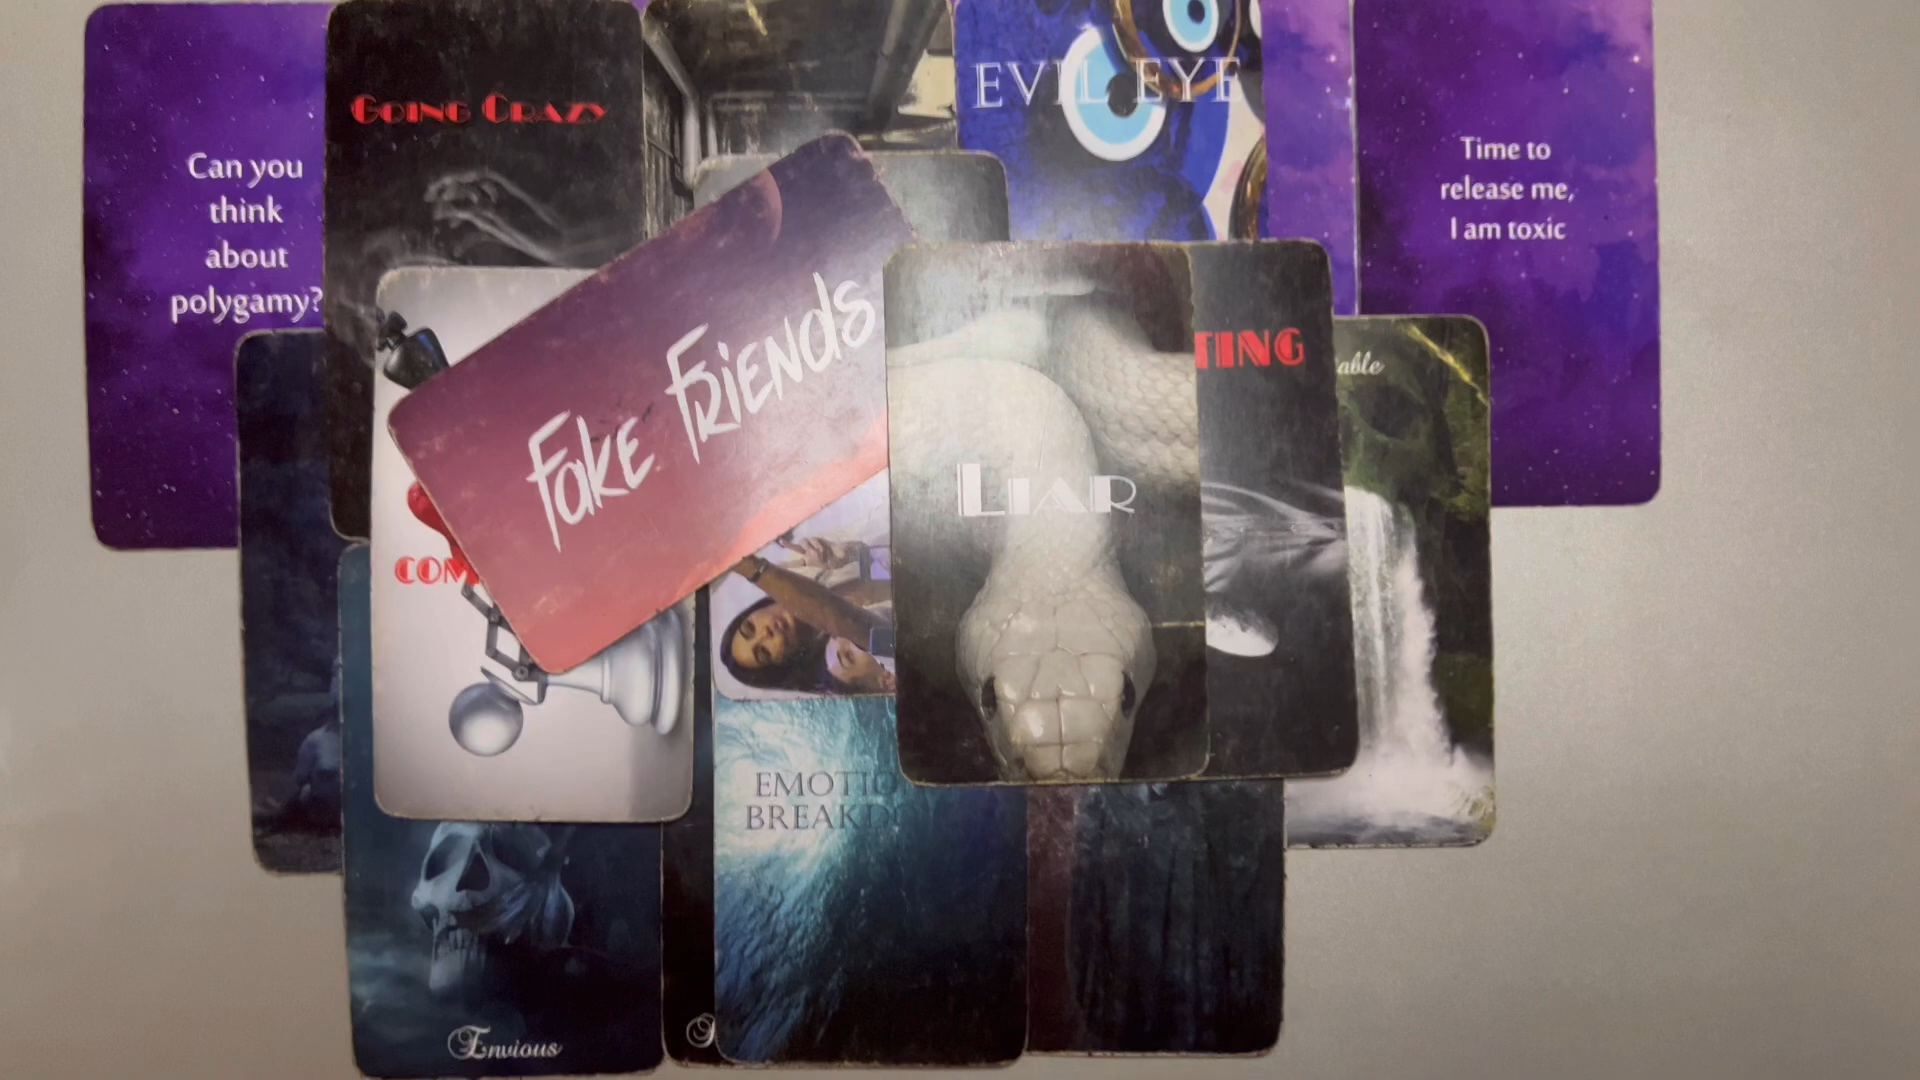 Can you
think
about
polygamy?
Going Crazy
EVIL EYE
Time to
release me,
I am toxic
Fake Friends
Liar
TING
able
COM
EMOTIO
BREAKD
Envious